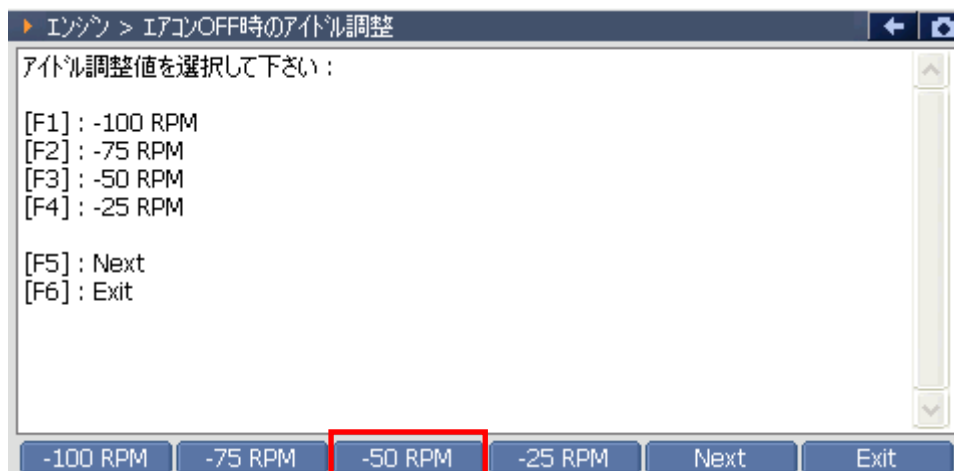 エンジン > エアコンOFF時のアイドル調整
アイドル調整値を選択して下さい：
[F1] : -100 RPM
[F2] : -75 RPM
[F3] : -50 RPM
[F4] : -25 RPM
[F5] : Next
[F6] : Exit
-100 RPM -75 RPM -50 RPM -25 RPM Next Exit